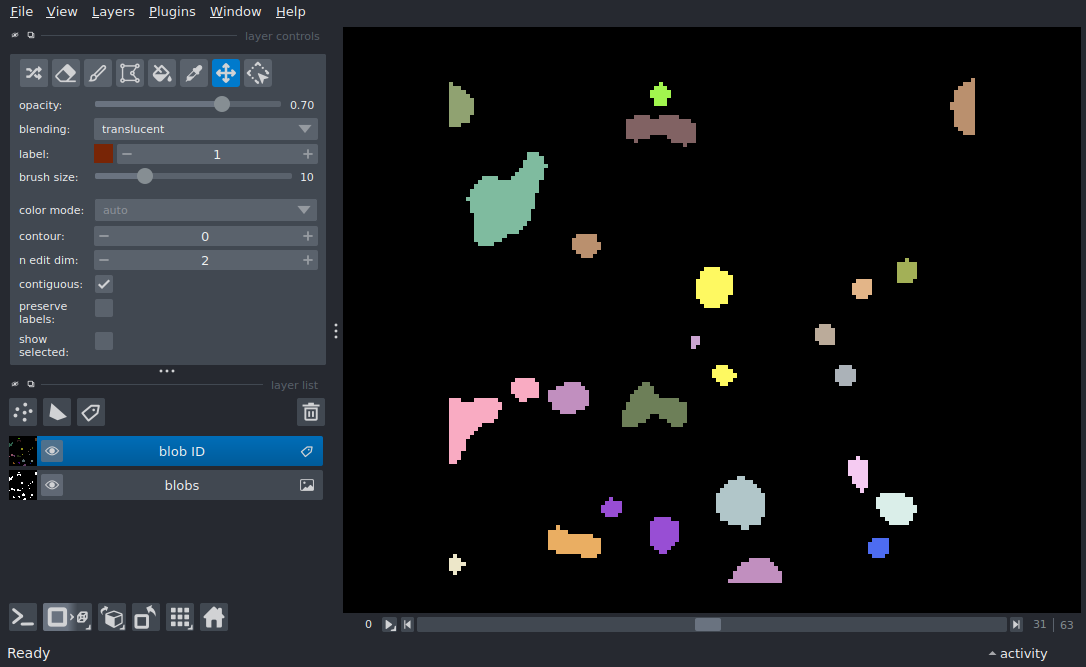 File View Layers Plugins Window Help
layer controls
opacity: 0.70
blending: translucent
label: 1
brush size: 10
color mode: auto
contour: 0
n edit dim: 2
contiguous:
preserve
labels:
show
selected:
layer list
blob ID
blobs
0 31 63
Ready activity